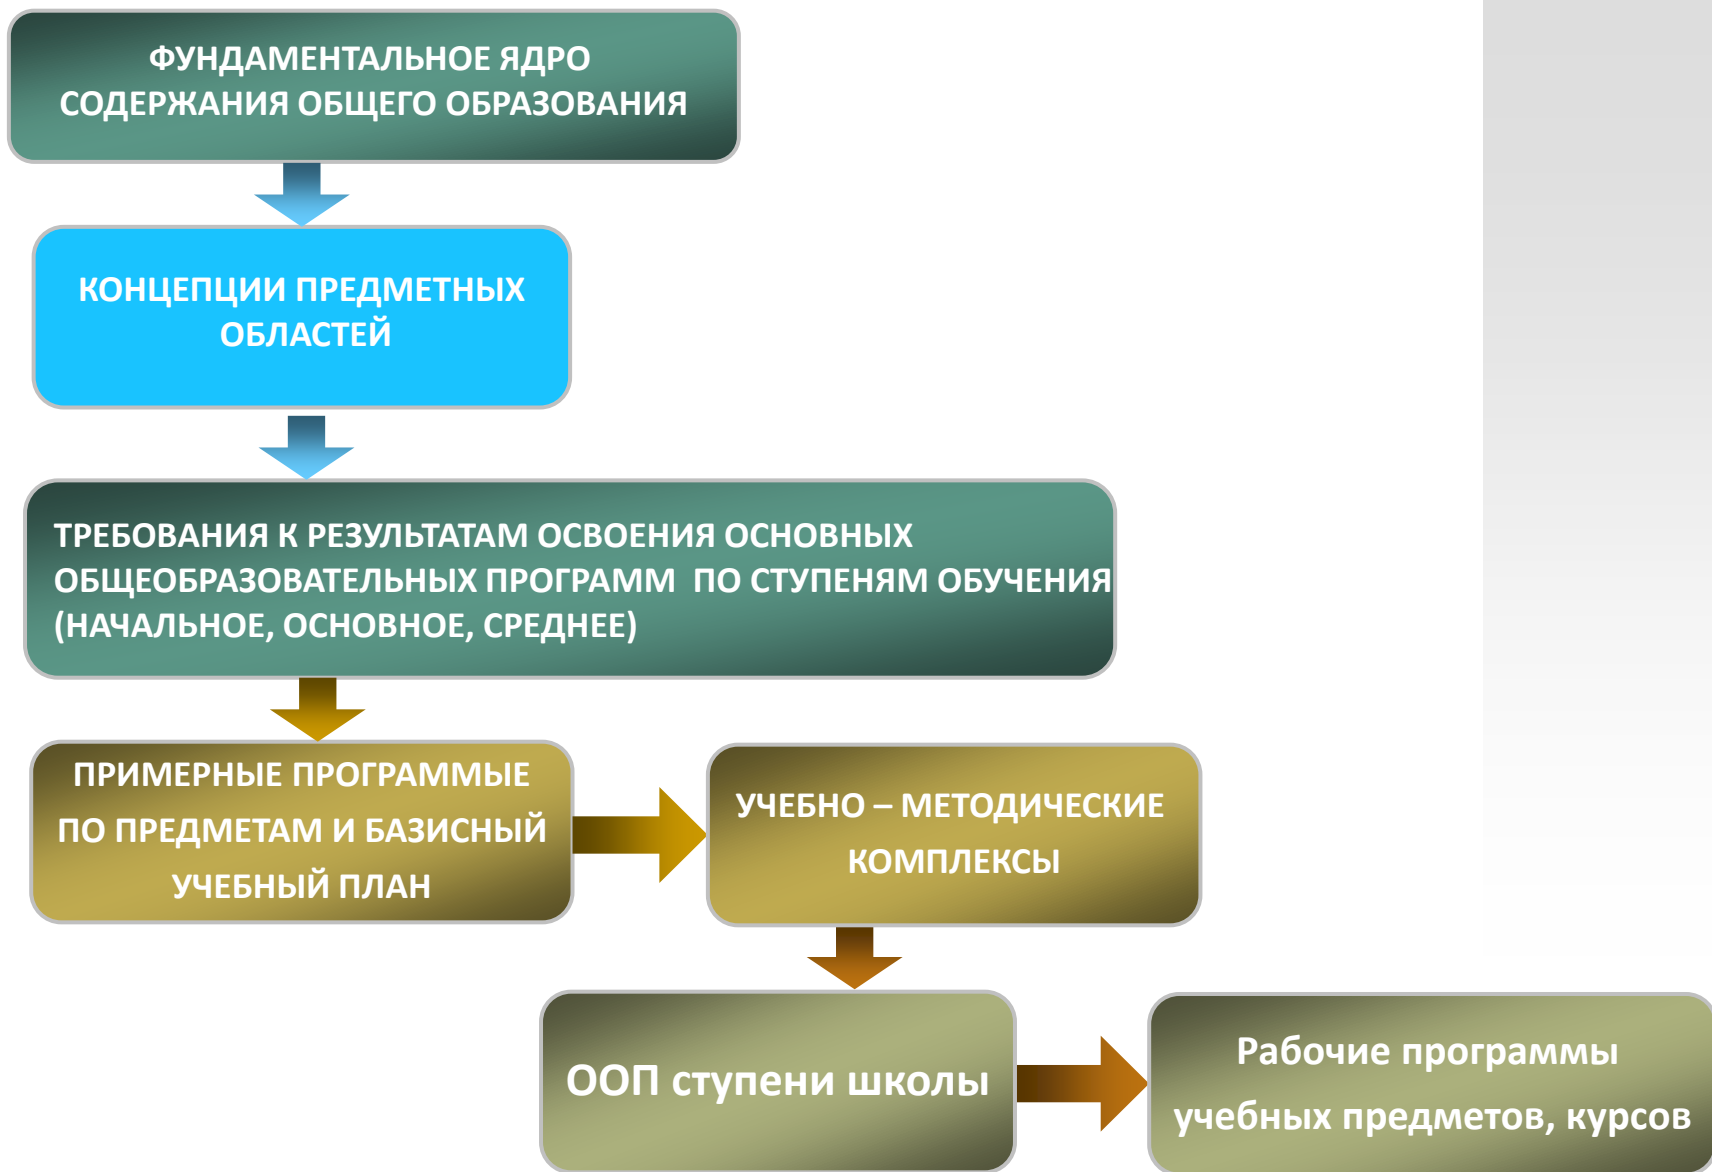 ФУНДАМЕНТАЛЬНОЕ ЯДРО
СОДЕРЖАНИЯ ОБЩЕГО ОБРАЗОВАНИЯ
КОНЦЕПЦИИ ПРЕДМЕТНЫХ
ОБЛАСТЕЙ
ТРЕБОВАНИЯ К РЕЗУЛЬТАТАМ ОСВОЕНИЯ ОСНОВНЫХ
ОБЩЕОБРАЗОВАТЕЛЬНЫХ ПРОГРАММ ПО СТУПЕНЯМ ОБУЧЕНИЯ
(НАЧАЛЬНОЕ, ОСНОВНОЕ, СРЕДНЕЕ)
ПРИМЕРНЫЕ ПРОГРАММЫЕ
ПО ПРЕДМЕТАМ И БАЗИСНЫЙ
УЧЕБНЫЙ ПЛАН
УЧЕБНО – МЕТОДИЧЕСКИЕ
КОМПЛЕКСЫ
ООП ступени школы
Рабочие программы
учебных предметов, курсов